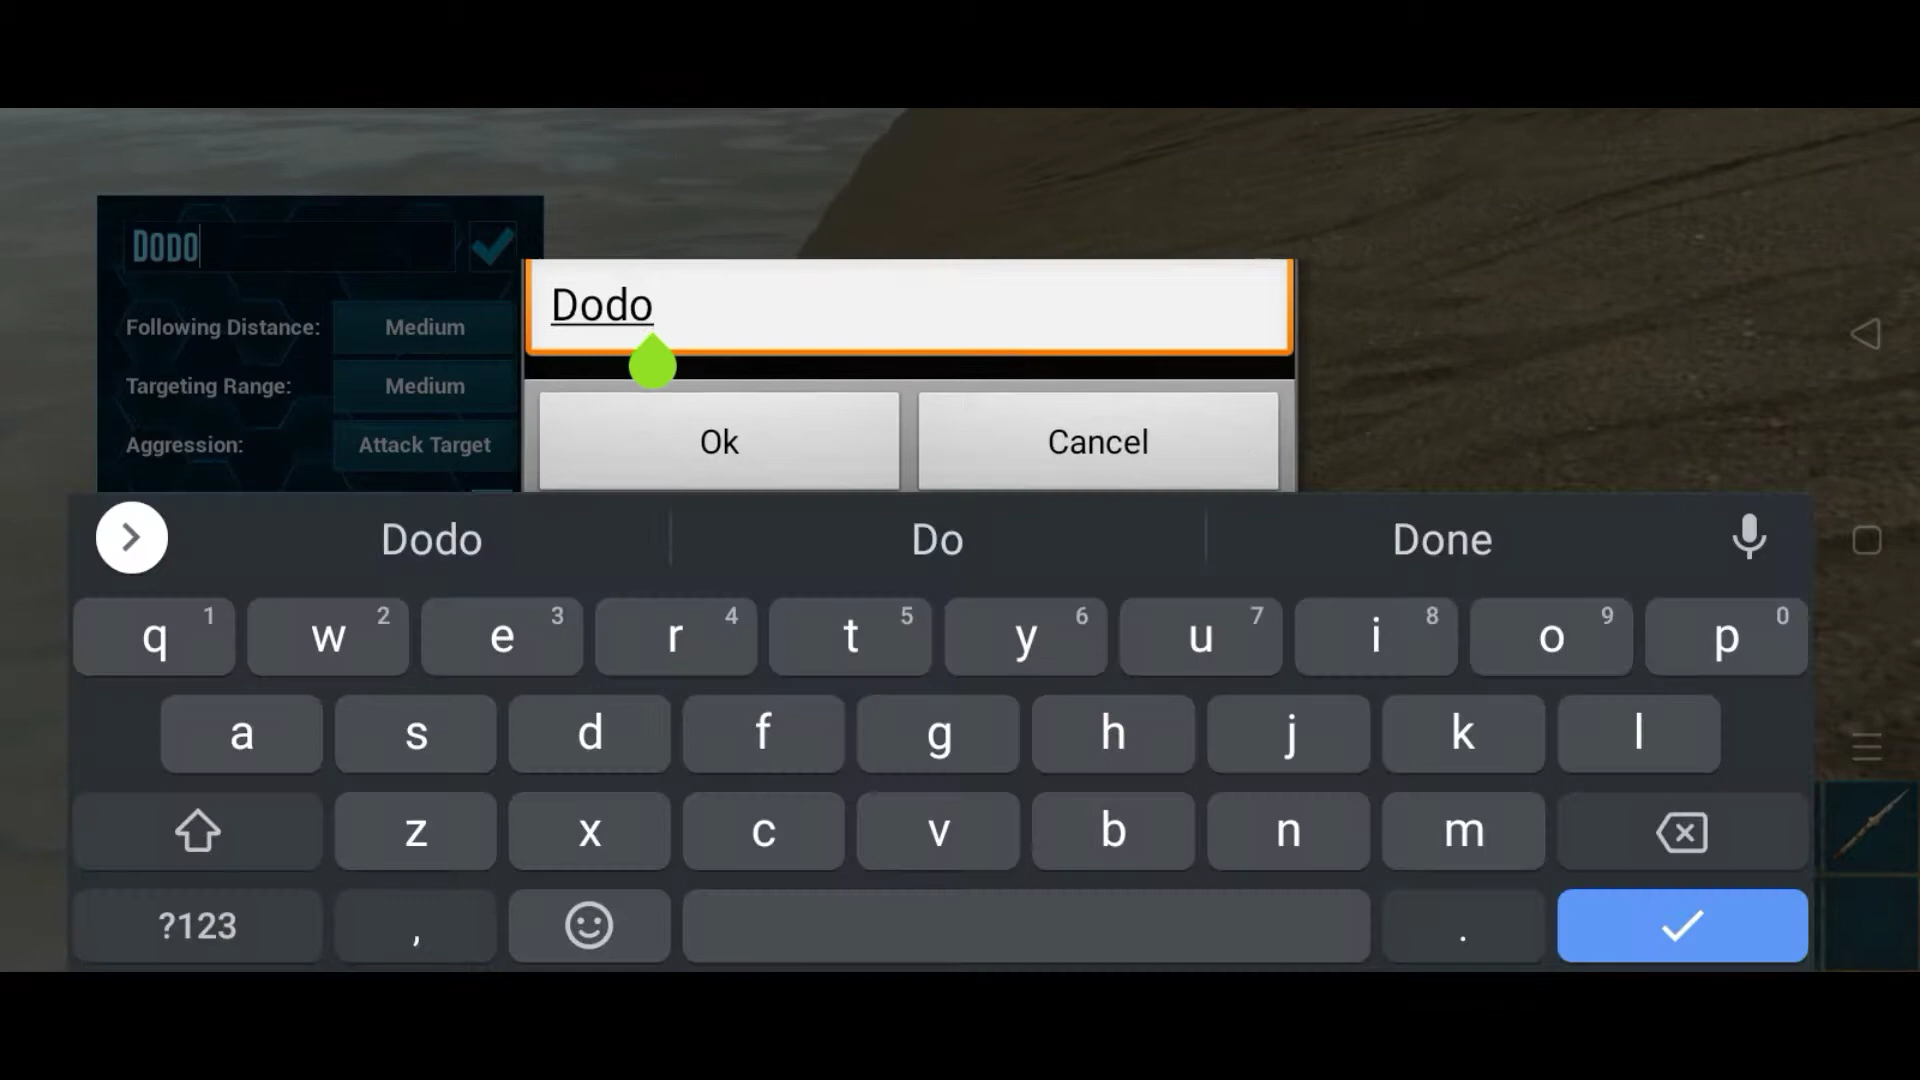 Dodo
Following Distance: Medium
Targeting Range: Medium
Aggression: Attack Target
Dodo
Ok Cancel
Dodo Do Done
q 1 w 2 e 3 r 4 t 5 y 6 u 7 i 8 o 9 p 0
a s d f g h j k l
z x c v b n m
?123 , .